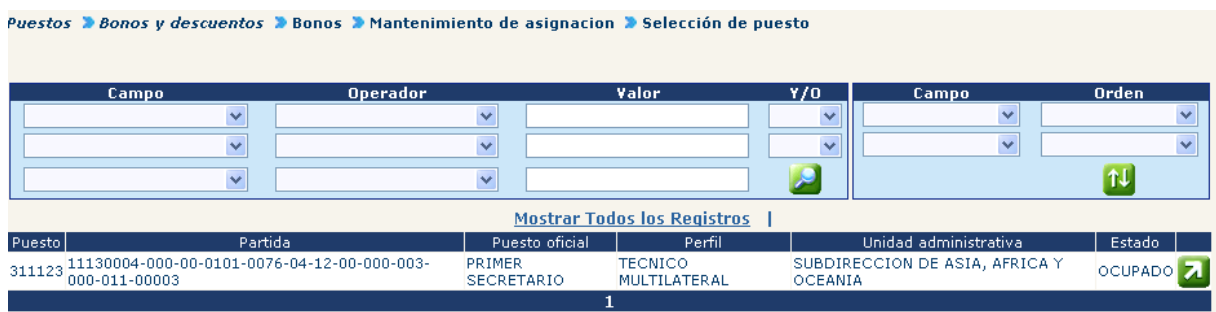 Puestos Bonos y descuentos Bonos Mantenimiento de asignacion Selección de puesto
Campo Operador Valor Y/O Campo Orden
Mostrar Todos los Registros |
Puesto Partida Puesto oficial Perfil Unidad administrativa Estado
311123 11130004-000-00-0101-0076-04-12-00-000-003-000-011-00003 PRIMER SECRETARIO TECNICO MULTILATERAL SUBDIRECCION DE ASIA, AFRICA Y OCEANIA OCUPADO
1